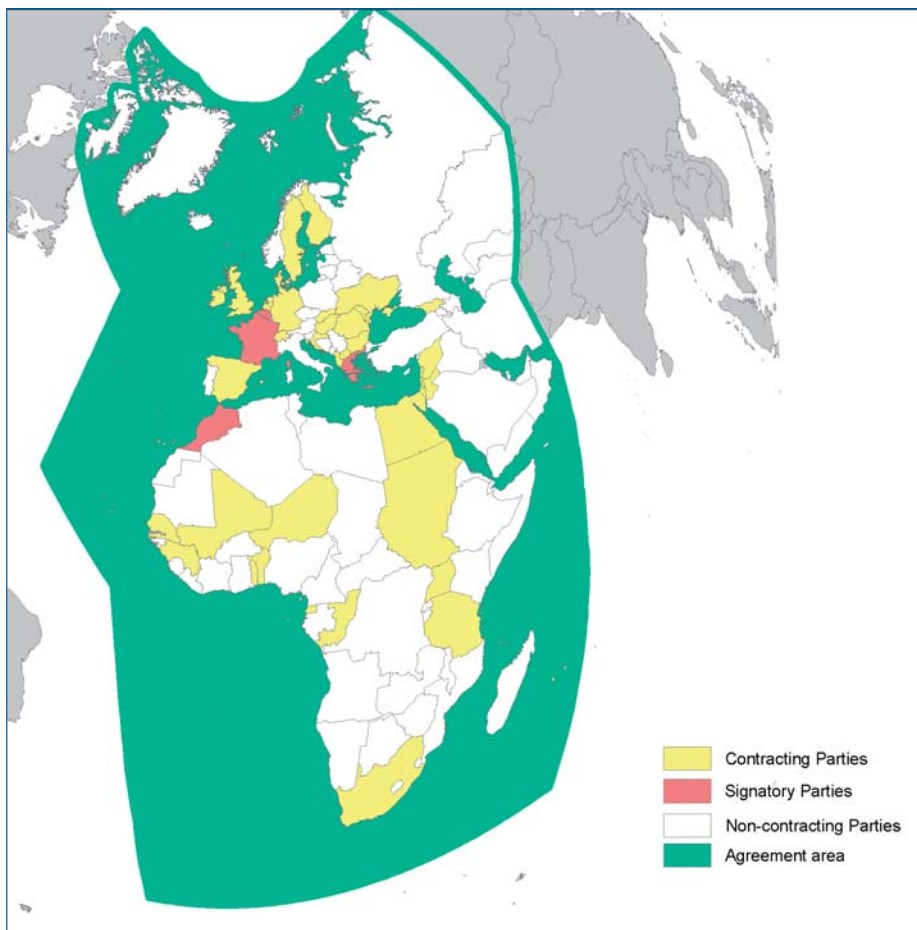 Contracting Parties
Signatory Parties
Non-contracting Parties
Agreement area